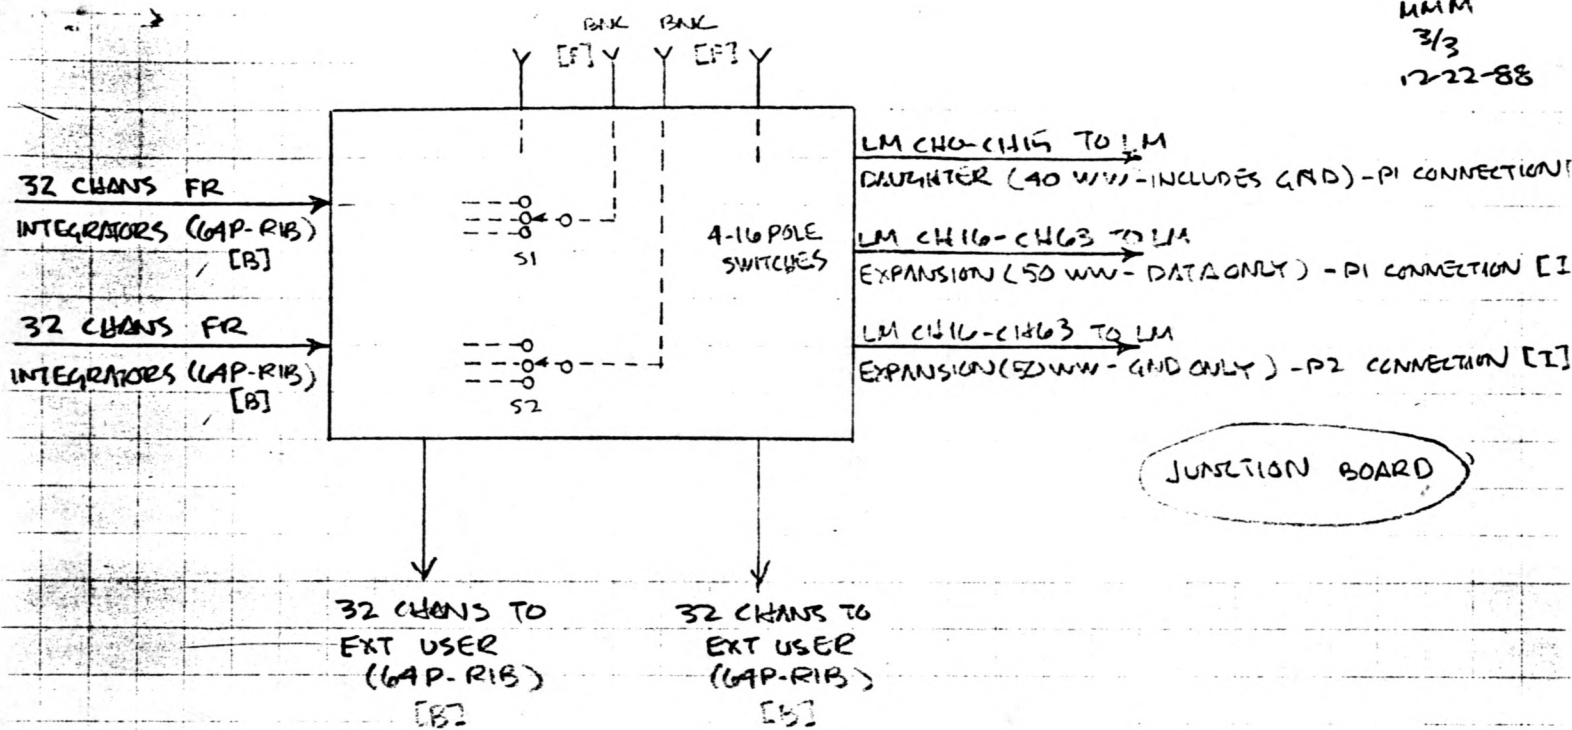 MMM
3/3
12-22-88
BNC BNC
[F] [F]
LM CH0-CH15 TO LM
DAUGHTER (40 WW-INCLUDES GND)-P1 CONNECTION
32 CHANS FR
INTEGRATORS (64P-RIB)
[B]
S1
4-16 POLE
SWITCHES
LM CH16-CH63 TO LM
EXPANSION (50 WW-DATA ONLY) - P1 CONNECTION [I
32 CHANS FR
INTEGRATORS (64P-RIB)
[B]
S2
LM CH16-CH63 TO LM
EXPANSION (50 WW - GND ONLY) - P2 CONNECTION [I]
JUNCTION BOARD
32 CHANS TO
EXT USER
(64P-RIB)
[B]
32 CHANS TO
EXT USER
(64P-RIB)
[B]